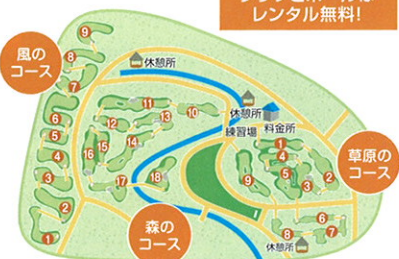 レンタル無料!
風の
コース
9
8
7
6
5
4
3
2
1
休憩所
11
12
13
10
16
15
14
17
18
休憩所
練習場
料金所
1
4
5
3
2
9
6
7
8
休憩所
草原の
コース
森の
コース